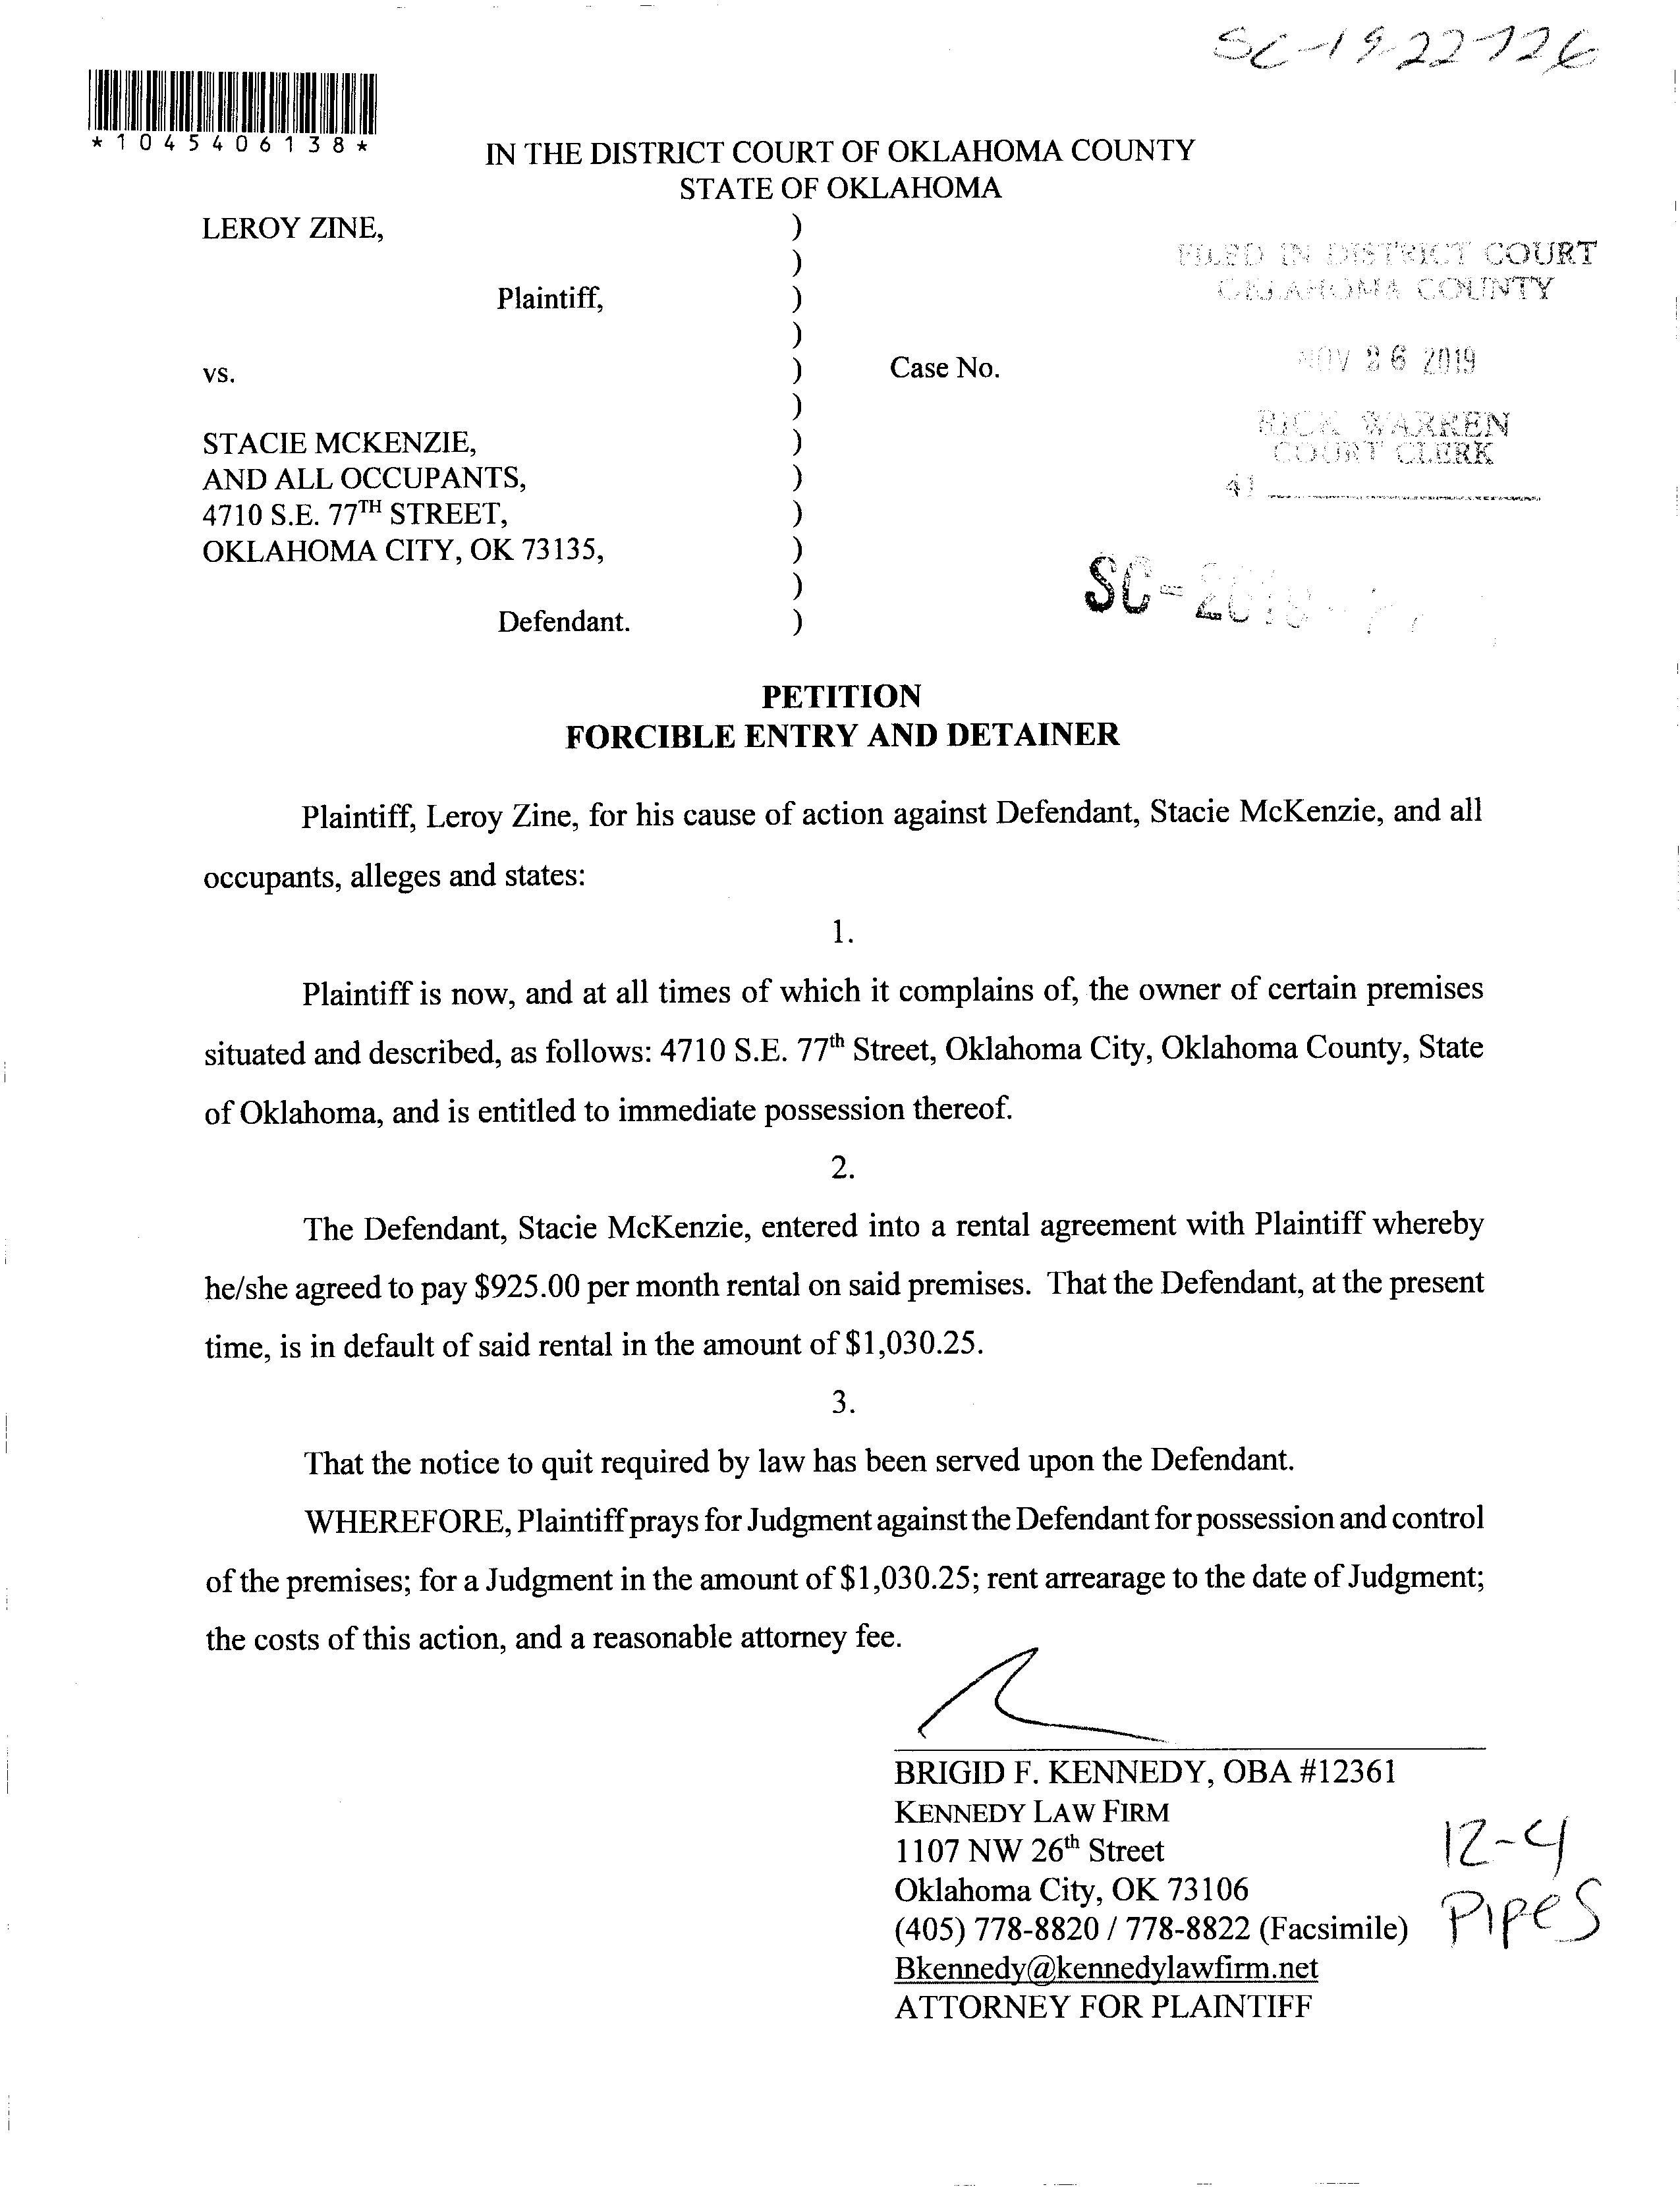 SC-19-22726
*1045406138*
IN THE DISTRICT COURT OF OKLAHOMA COUNTY
STATE OF OKLAHOMA
LEROY ZINE, )
)
Plaintiff, )
)
vs. ) Case No.
)
STACIE MCKENZIE, )
AND ALL OCCUPANTS, )
4710 S.E. 77TH STREET, )
OKLAHOMA CITY, OK 73135, )
)
Defendant. )
FILED IN DISTRICT COURT
OKLAHOMA COUNTY
NOV 26 2019
RICK WARREN
COURT CLERK
41
SC-
PETITION
FORCIBLE ENTRY AND DETAINER
Plaintiff, Leroy Zine, for his cause of action against Defendant, Stacie McKenzie, and all
occupants, alleges and states:
1.
Plaintiff is now, and at all times of which it complains of, the owner of certain premises
situated and described, as follows: 4710 S.E. 77th Street, Oklahoma City, Oklahoma County, State
of Oklahoma, and is entitled to immediate possession thereof.
2.
The Defendant, Stacie McKenzie, entered into a rental agreement with Plaintiff whereby
he/she agreed to pay $925.00 per month rental on said premises. That the Defendant, at the present
time, is in default of said rental in the amount of $1,030.25.
3.
That the notice to quit required by law has been served upon the Defendant.
WHEREFORE, Plaintiff prays for Judgment against the Defendant for possession and control
of the premises; for a Judgment in the amount of $1,030.25; rent arrearage to the date of Judgment;
the costs of this action, and a reasonable attorney fee.
BRIGID F. KENNEDY, OBA #12361
KENNEDY LAW FIRM
1107 NW 26th Street
Oklahoma City, OK 73106
(405) 778-8820 / 778-8822 (Facsimile)
Bkennedy@kennedylawfirm.net
ATTORNEY FOR PLAINTIFF
12-4
Pipes